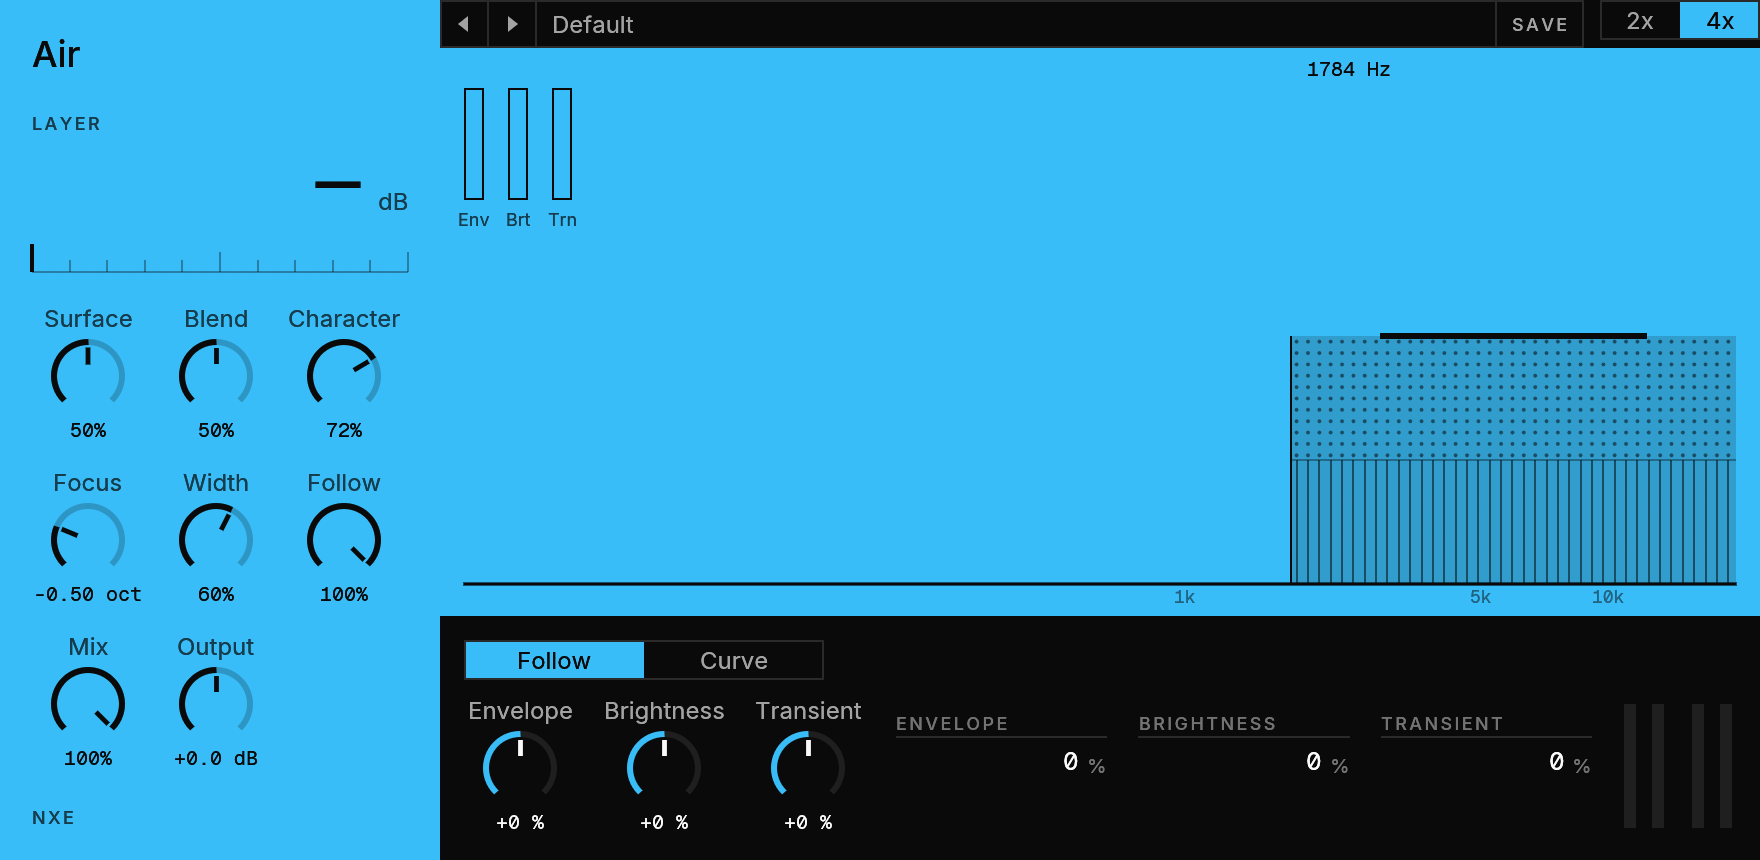 Air
LAYER
— dB
Surface Blend Character
50% 50% 72%
Focus Width Follow
-0.50 oct 60% 100%
Mix Output
100% +0.0 dB
NXE
Default SAVE 2x 4x
1784 Hz
Env Brt Trn
1k 5k 10k
Follow Curve
Envelope Brightness Transient
+0 % +0 % +0 %
ENVELOPE BRIGHTNESS TRANSIENT
0 % 0 % 0 %